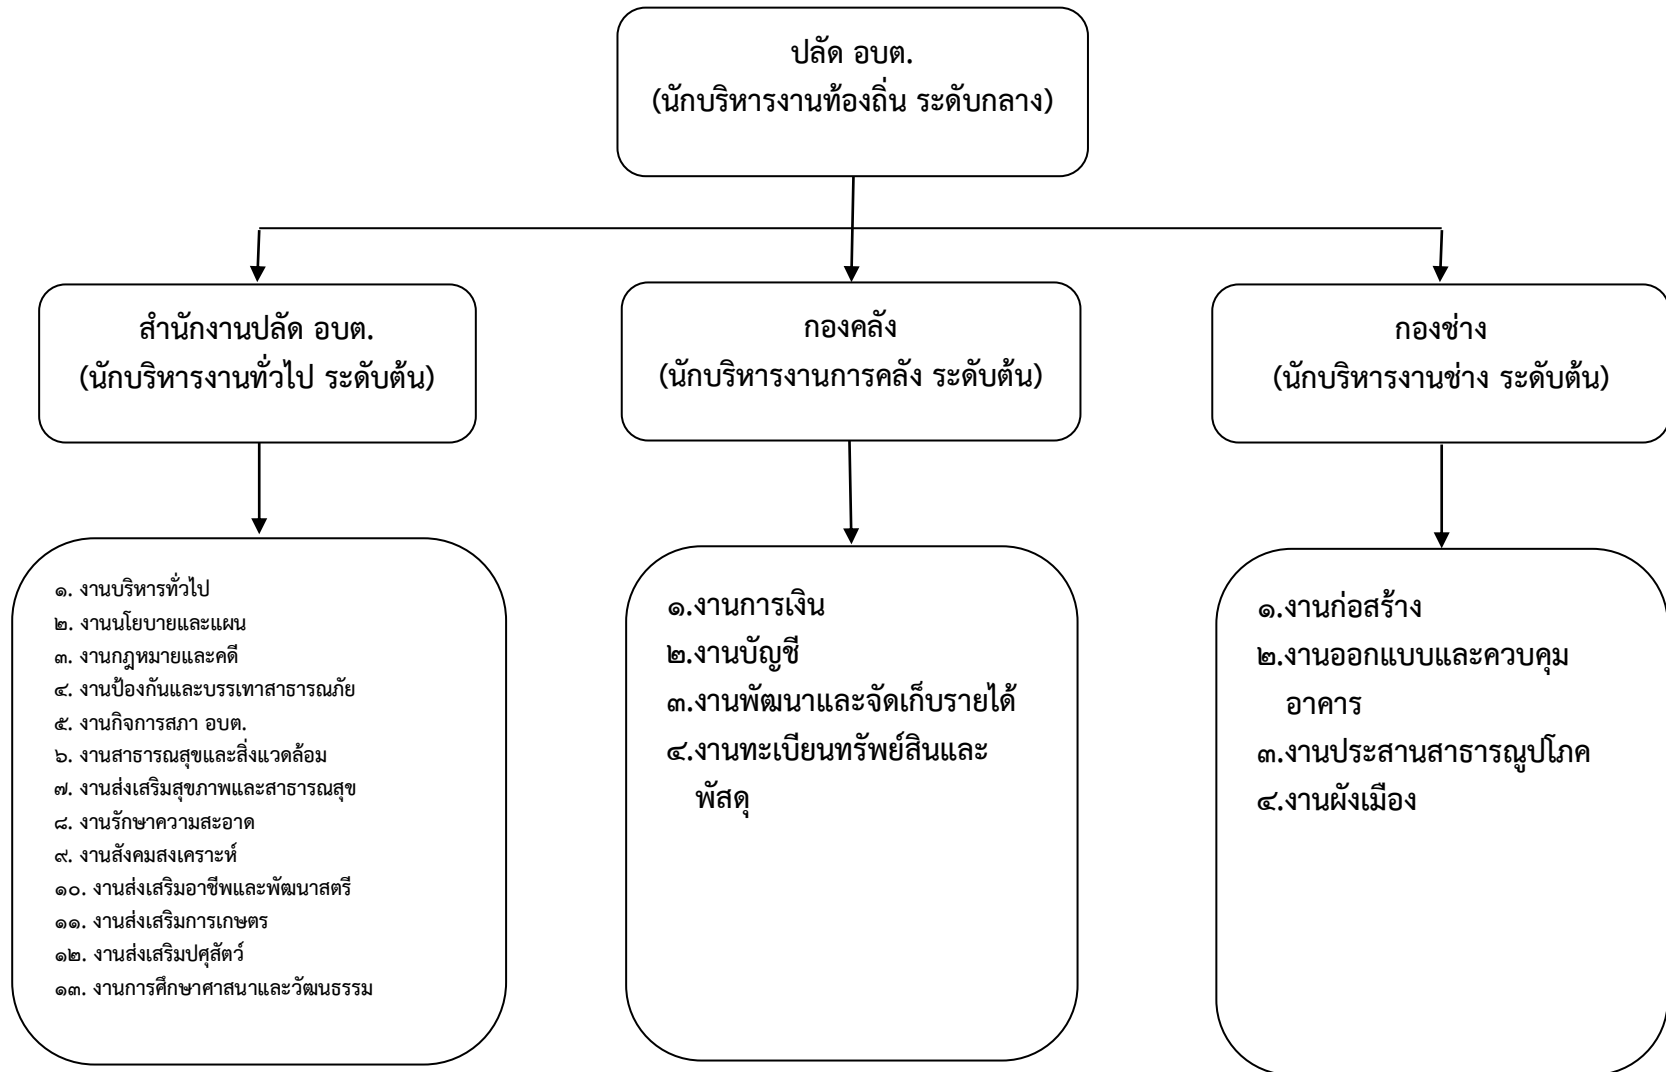 ปลัด อบต.
(นักบริหารงานท้องถิ่น ระดับกลาง)
สำนักงานปลัด อบต.
(นักบริหารงานทั่วไป ระดับต้น)
กองคลัง
(นักบริหารงานการคลัง ระดับต้น)
กองช่าง
(นักบริหารงานช่าง ระดับต้น)
๑. งานบริหารทั่วไป
๒. งานนโยบายและแผน
๓. งานกฎหมายและคดี
๔. งานป้องกันและบรรเทาสาธารณภัย
๕. งานกิจการสภา อบต.
๖. งานสาธารณสุขและสิ่งแวดล้อม
๗. งานส่งเสริมสุขภาพและสาธารณสุข
๘. งานรักษาความสะอาด
๙. งานสังคมสงเคราะห์
๑๐. งานส่งเสริมอาชีพและพัฒนาสตรี
๑๑. งานส่งเสริมการเกษตร
๑๒. งานส่งเสริมปศุสัตว์
๑๓. งานการศึกษาศาสนาและวัฒนธรรม
๑.งานการเงิน
๒.งานบัญชี
๓.งานพัฒนาและจัดเก็บรายได้
๔.งานทะเบียนทรัพย์สินและ
พัสดุ
๑.งานก่อสร้าง
๒.งานออกแบบและควบคุม
อาคาร
๓.งานประสานสาธารณูปโภค
๔.งานผังเมือง